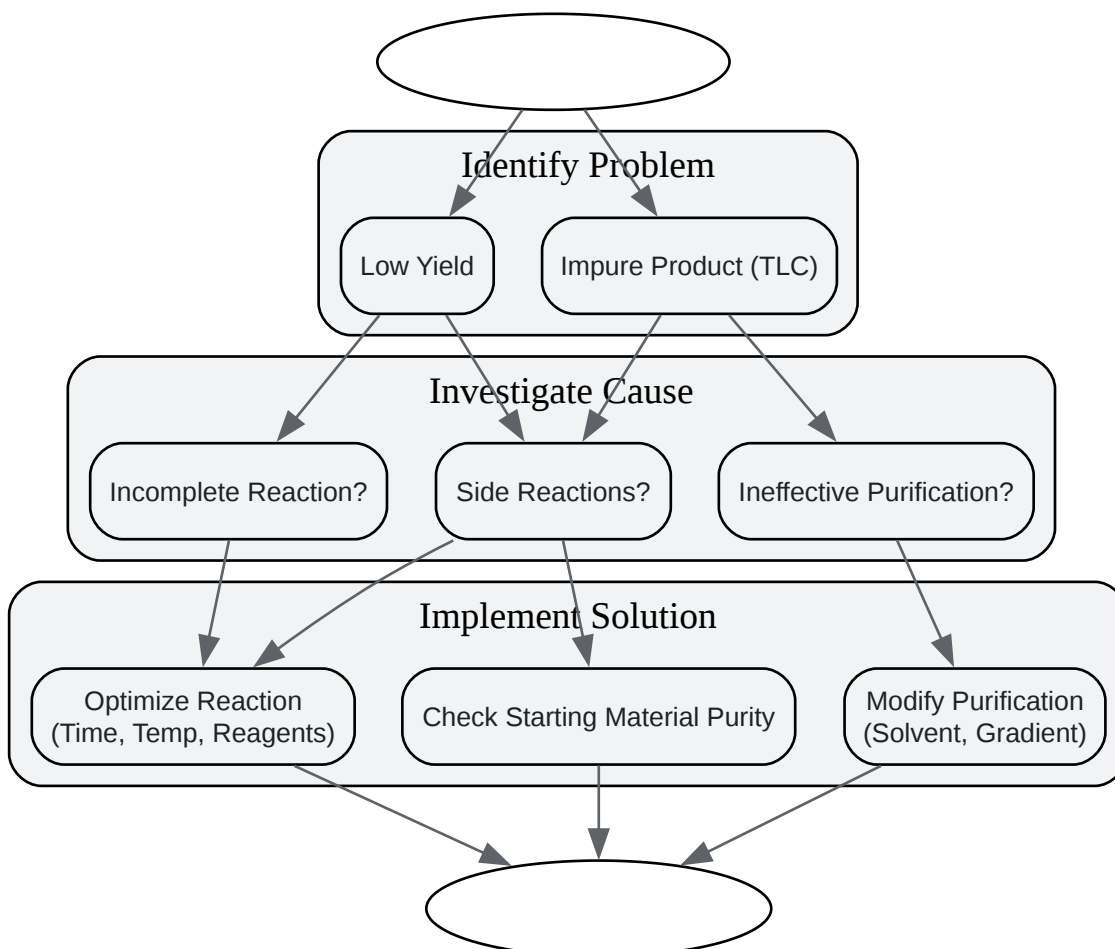 Identify Problem
Low Yield
Impure Product (TLC)
Investigate Cause
Incomplete Reaction?
Side Reactions?
Ineffective Purification?
Implement Solution
Optimize Reaction
(Time, Temp, Reagents)
Check Starting Material Purity
Modify Purification
(Solvent, Gradient)